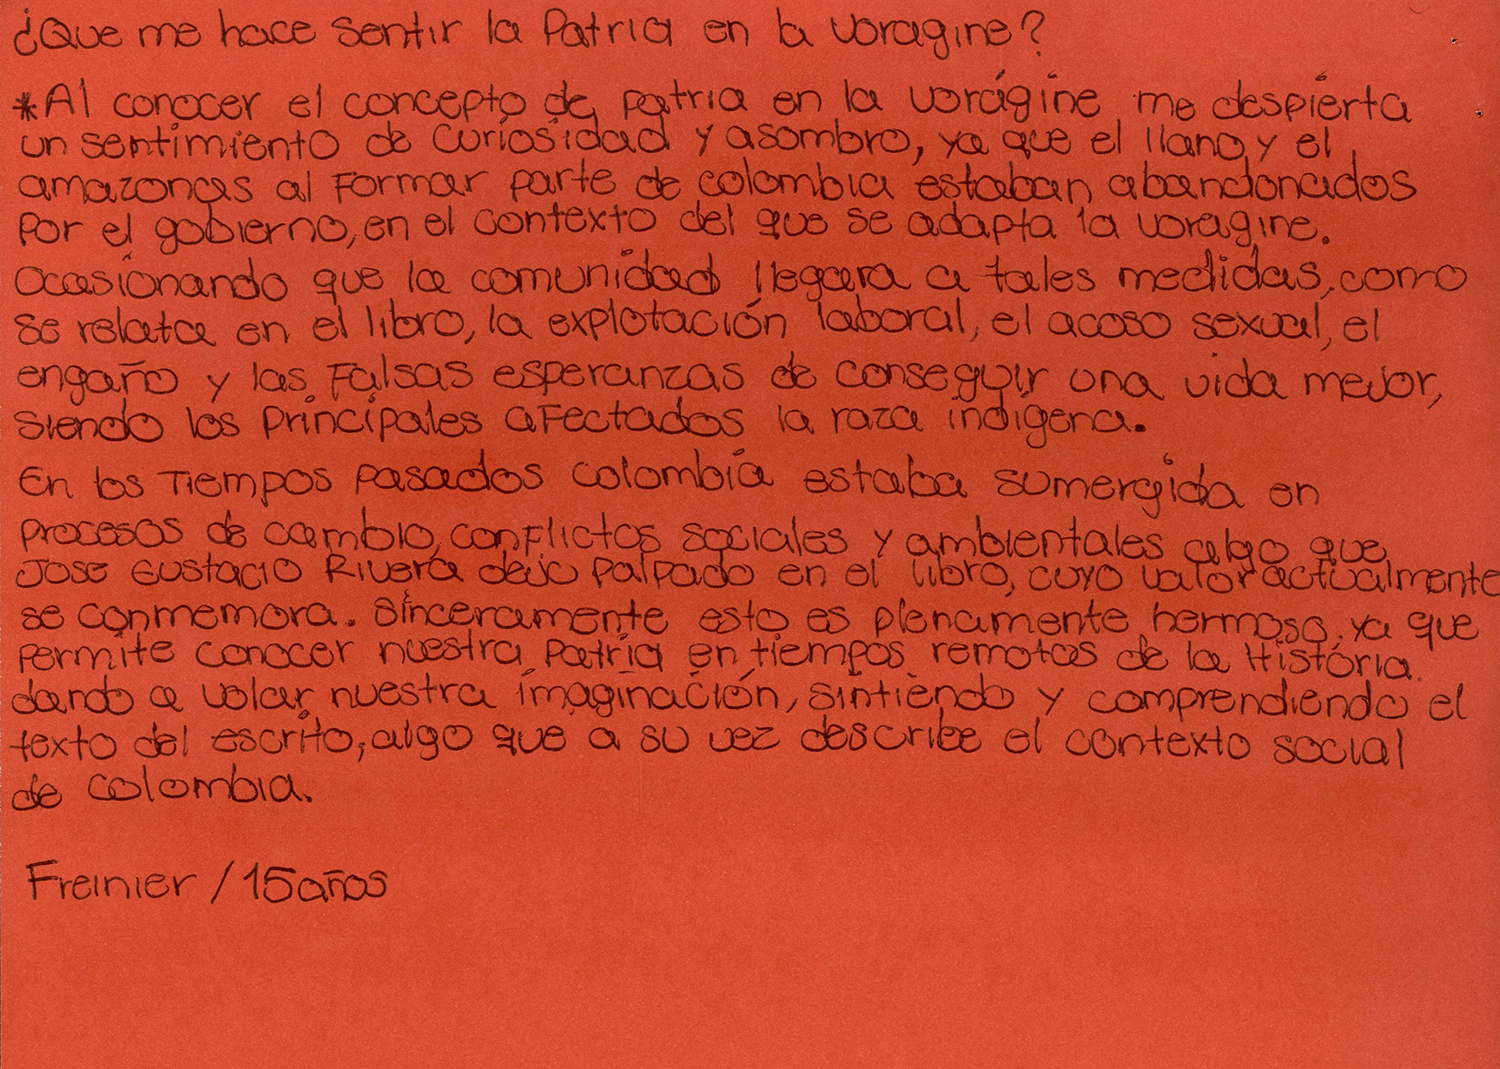 ¿Que me hace sentir la Patria en la voragine?
*Al conocer el concepto de patria en la vorágine me despierta
un sentimiento de curiosidad y asombro, ya que el llano y el
amazonas al Formar parte de colombia estaban abandonados
Por el gobierno, en el contexto del que se adapta la voragine.
Ocasionando que la comunidad llegara a tales medidas, como
se relata en el libro, la explotación laboral, el acoso sexual, el
engaño y las Falsas esperanzas de conseguir una vida mejor,
siendo los principales aFectados la raza indígena.
En los Tiempos pasados colombia estaba sumergida en
procesos de cambio, conFlictos sociales y ambientales algo que
Jose Eustacio Rivera dejo palpado en el libro, cuyo valor actualmente
se conmemora. Sinceramente esto es plenamente hermoso, ya que
permite conocer nuestra patria en tiempos remotos de la Historia.
dando a volar nuestra imaginación, sintiendo y comprendiendo el
texto del escrito, algo que a su vez describe el contexto social
de colombia.
Freinier / 15 años